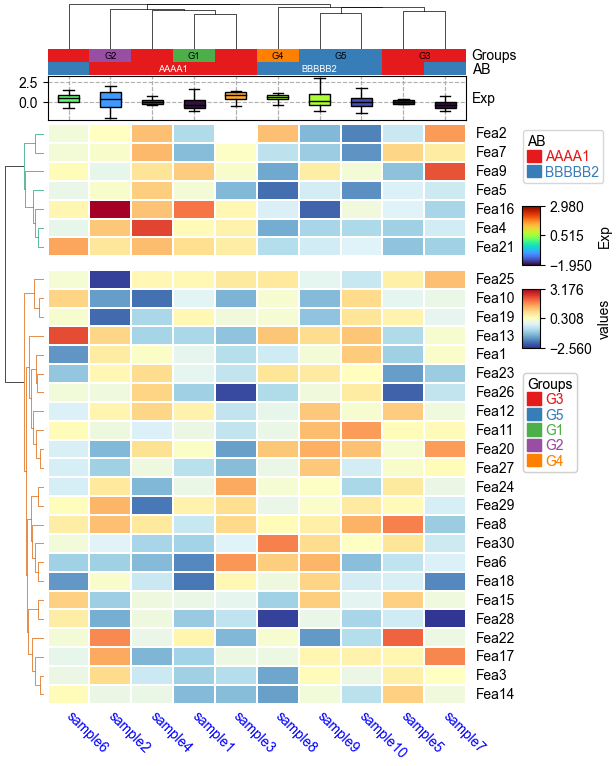 G2 G1 G4 G5 G3 Groups
AAAA1 BBBBB2 AB
2.5
0.0
Exp
Fea2
Fea7
Fea9
Fea5
Fea16
Fea4
Fea21
Fea25
Fea10
Fea19
Fea13
Fea1
Fea23
Fea26
Fea12
Fea11
Fea20
Fea27
Fea24
Fea29
Fea8
Fea30
Fea6
Fea18
Fea15
Fea28
Fea22
Fea17
Fea3
Fea14
sample6 sample2 sample4 sample1 sample3 sample8 sample9 sample10 sample5 sample7
AB
AAAA1
BBBBB2
2.980
0.515
−1.950
Exp
3.176
0.308
−2.560
values
Groups
G3
G5
G1
G2
G4